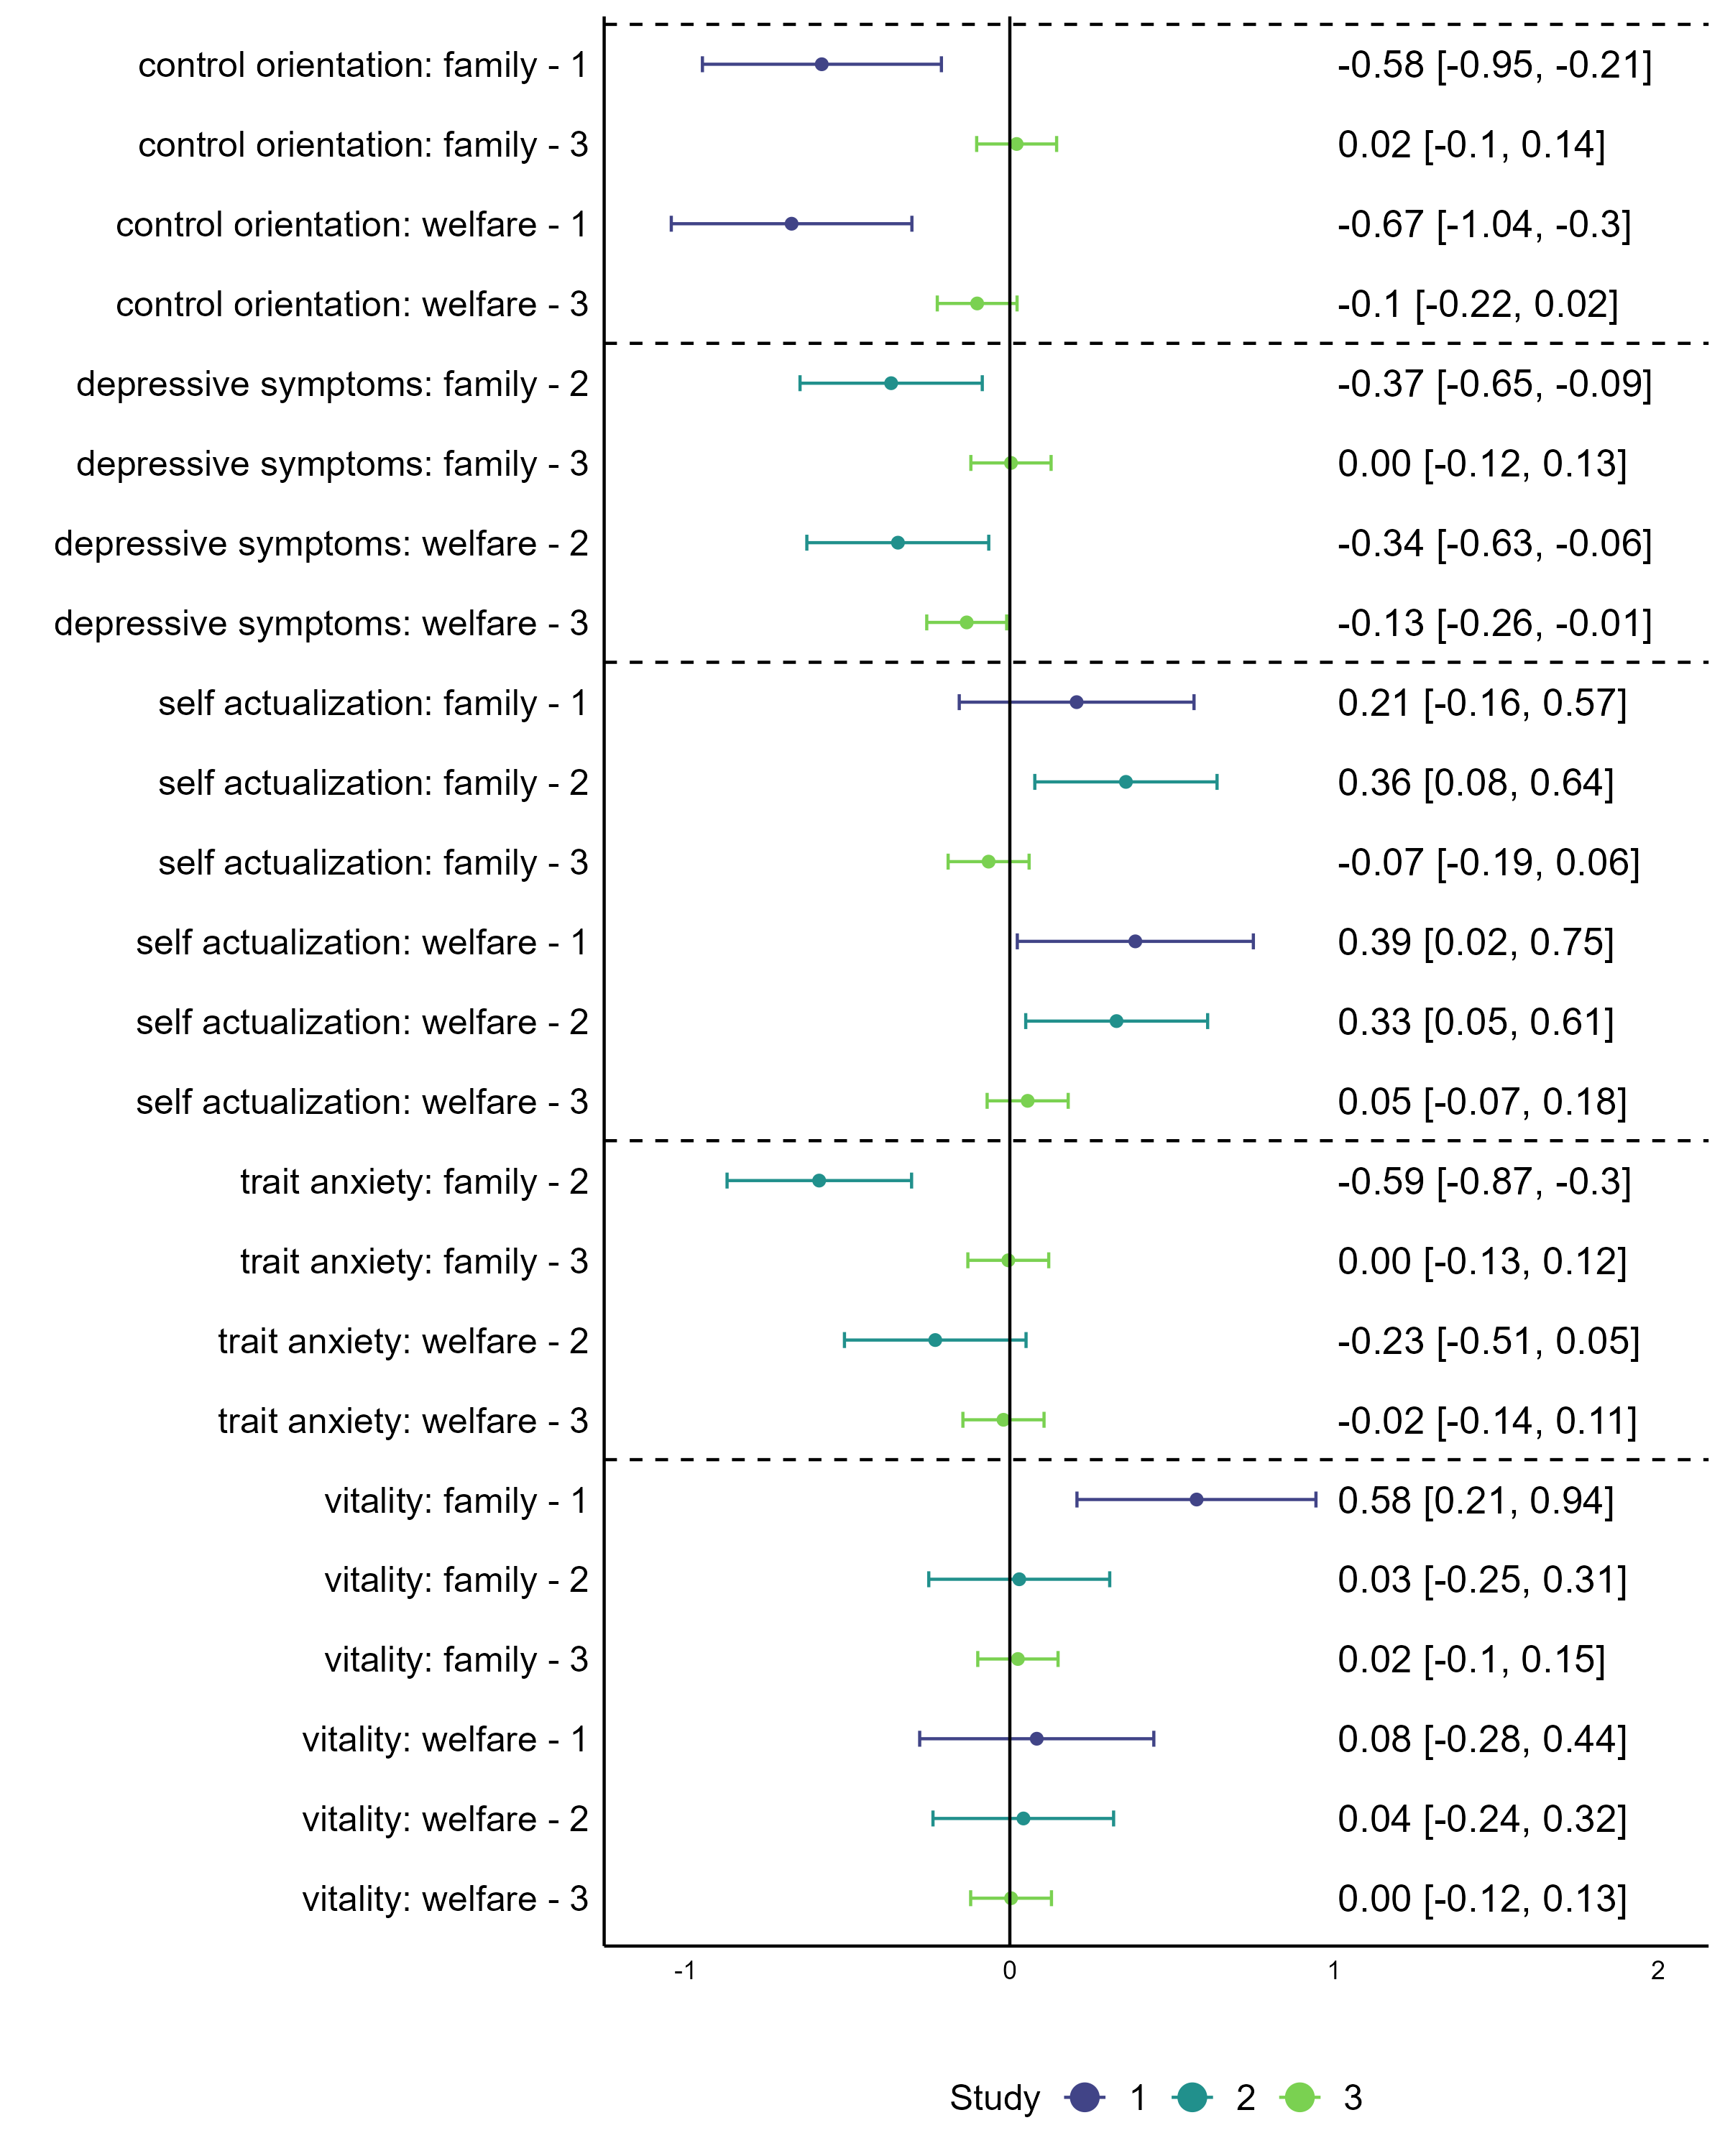 control orientation: family - 1 -0.58 [-0.95, -0.21]
control orientation: family - 3 0.02 [-0.1, 0.14]
control orientation: welfare - 1 -0.67 [-1.04, -0.3]
control orientation: welfare - 3 -0.1 [-0.22, 0.02]
depressive symptoms: family - 2 -0.37 [-0.65, -0.09]
depressive symptoms: family - 3 0.00 [-0.12, 0.13]
depressive symptoms: welfare - 2 -0.34 [-0.63, -0.06]
depressive symptoms: welfare - 3 -0.13 [-0.26, -0.01]
self actualization: family - 1 0.21 [-0.16, 0.57]
self actualization: family - 2 0.36 [0.08, 0.64]
self actualization: family - 3 -0.07 [-0.19, 0.06]
self actualization: welfare - 1 0.39 [0.02, 0.75]
self actualization: welfare - 2 0.33 [0.05, 0.61]
self actualization: welfare - 3 0.05 [-0.07, 0.18]
trait anxiety: family - 2 -0.59 [-0.87, -0.3]
trait anxiety: family - 3 0.00 [-0.13, 0.12]
trait anxiety: welfare - 2 -0.23 [-0.51, 0.05]
trait anxiety: welfare - 3 -0.02 [-0.14, 0.11]
vitality: family - 1 0.58 [0.21, 0.94]
vitality: family - 2 0.03 [-0.25, 0.31]
vitality: family - 3 0.02 [-0.1, 0.15]
vitality: welfare - 1 0.08 [-0.28, 0.44]
vitality: welfare - 2 0.04 [-0.24, 0.32]
vitality: welfare - 3 0.00 [-0.12, 0.13]
-1 0 1 2
Study 1 2 3